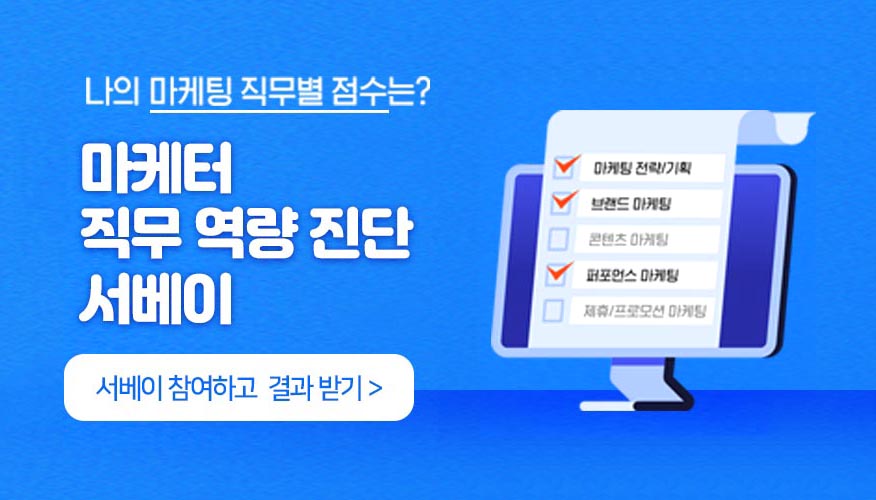 나의 마케팅 직무별 점수는?
마케터
직무 역량 진단
서베이
서베이 참여하고 결과 받기 >
마케팅 전략/기획
브랜드 마케팅
콘텐츠 마케팅
퍼포먼스 마케팅
제휴/프로모션 마케팅